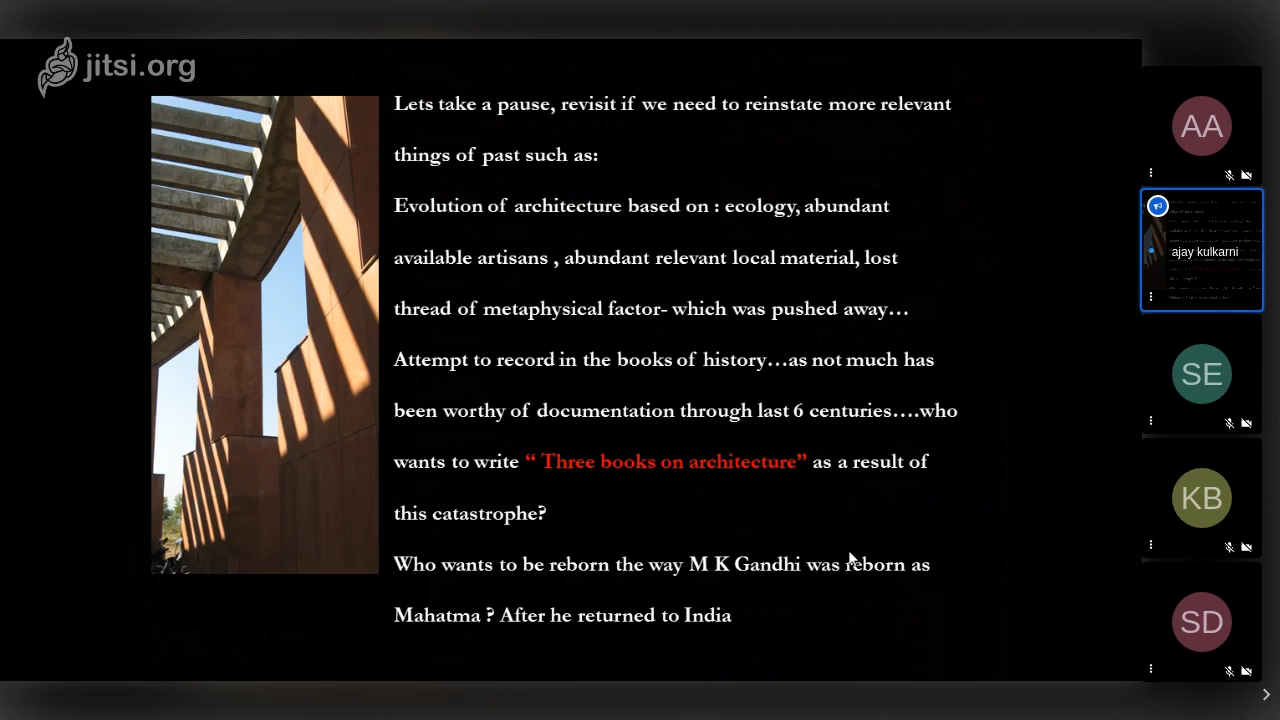 jitsi.org
Lets take a pause, revisit if we need to reinstate more relevant
things of past such as:
Evolution of architecture based on : ecology, abundant
available artisans , abundant relevant local material, lost
thread of metaphysical factor- which was pushed away…
Attempt to record in the books of history…as not much has
been worthy of documentation through last 6 centuries….who
wants to write “ Three books on architecture” as a result of
this catastrophe?
Who wants to be reborn the way M K Gandhi was reborn as
Mahatma ? After he returned to India
AA
ajay kulkarni
SE
KB
SD